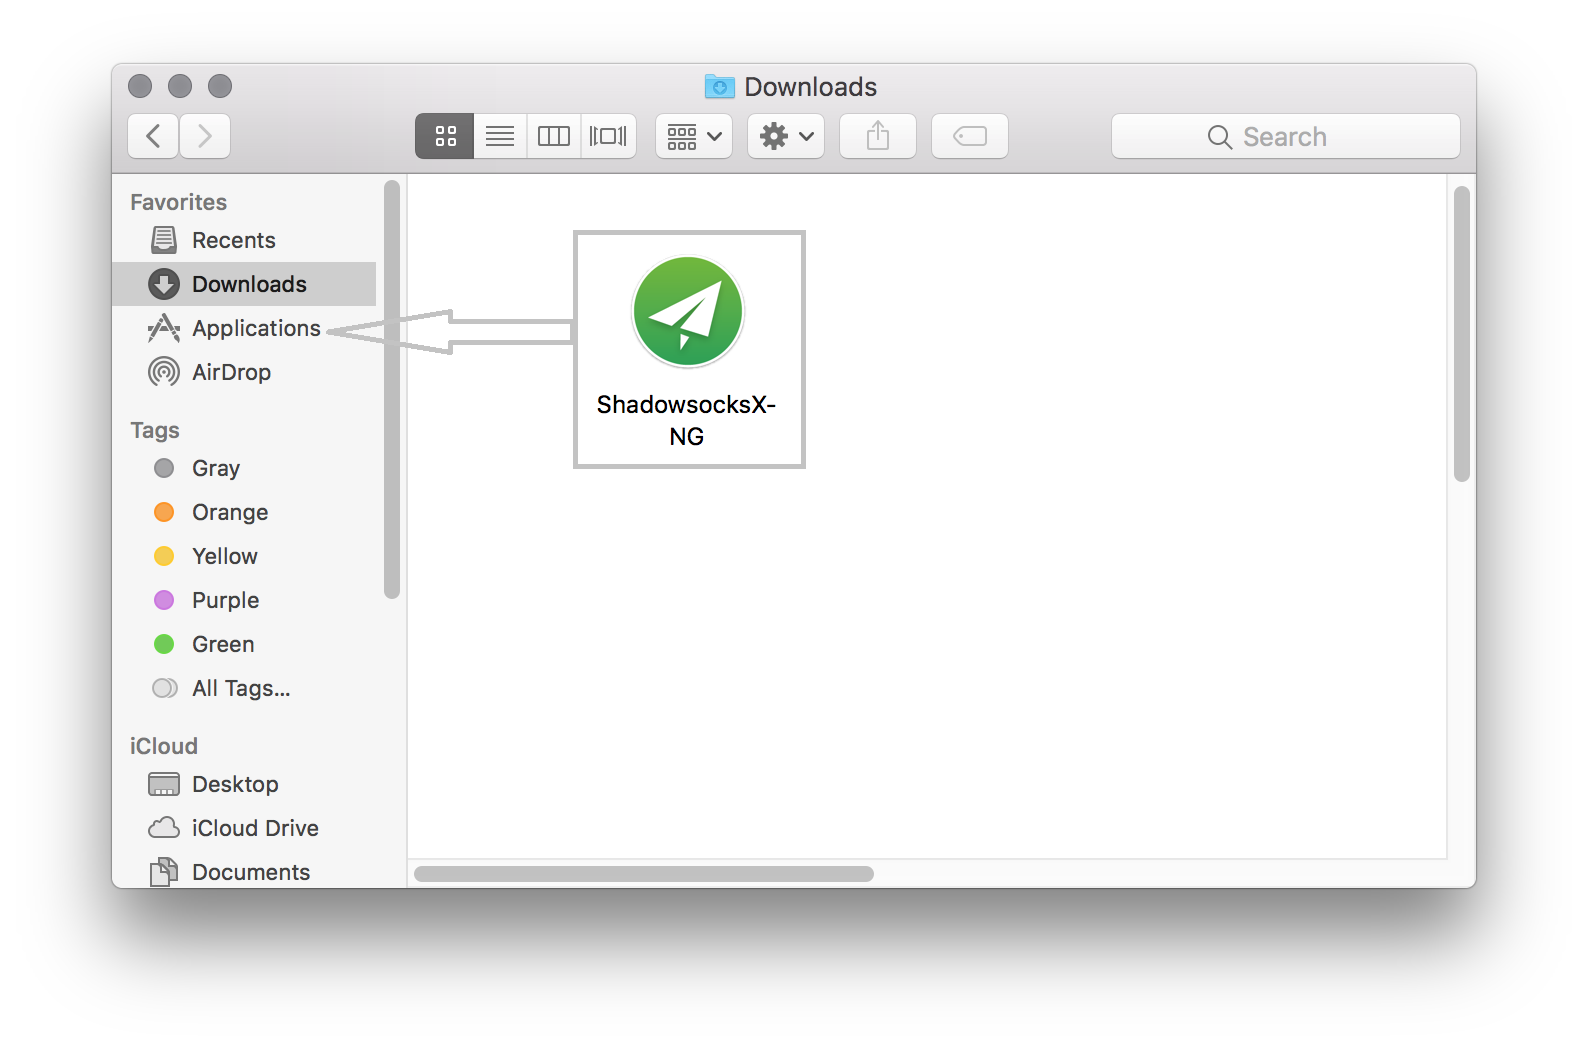 Downloads
Search
Favorites
Recents
Downloads
Applications
AirDrop
Tags
Gray
Orange
Yellow
Purple
Green
All Tags...
iCloud
Desktop
iCloud Drive
Documents
ShadowsocksX-
NG